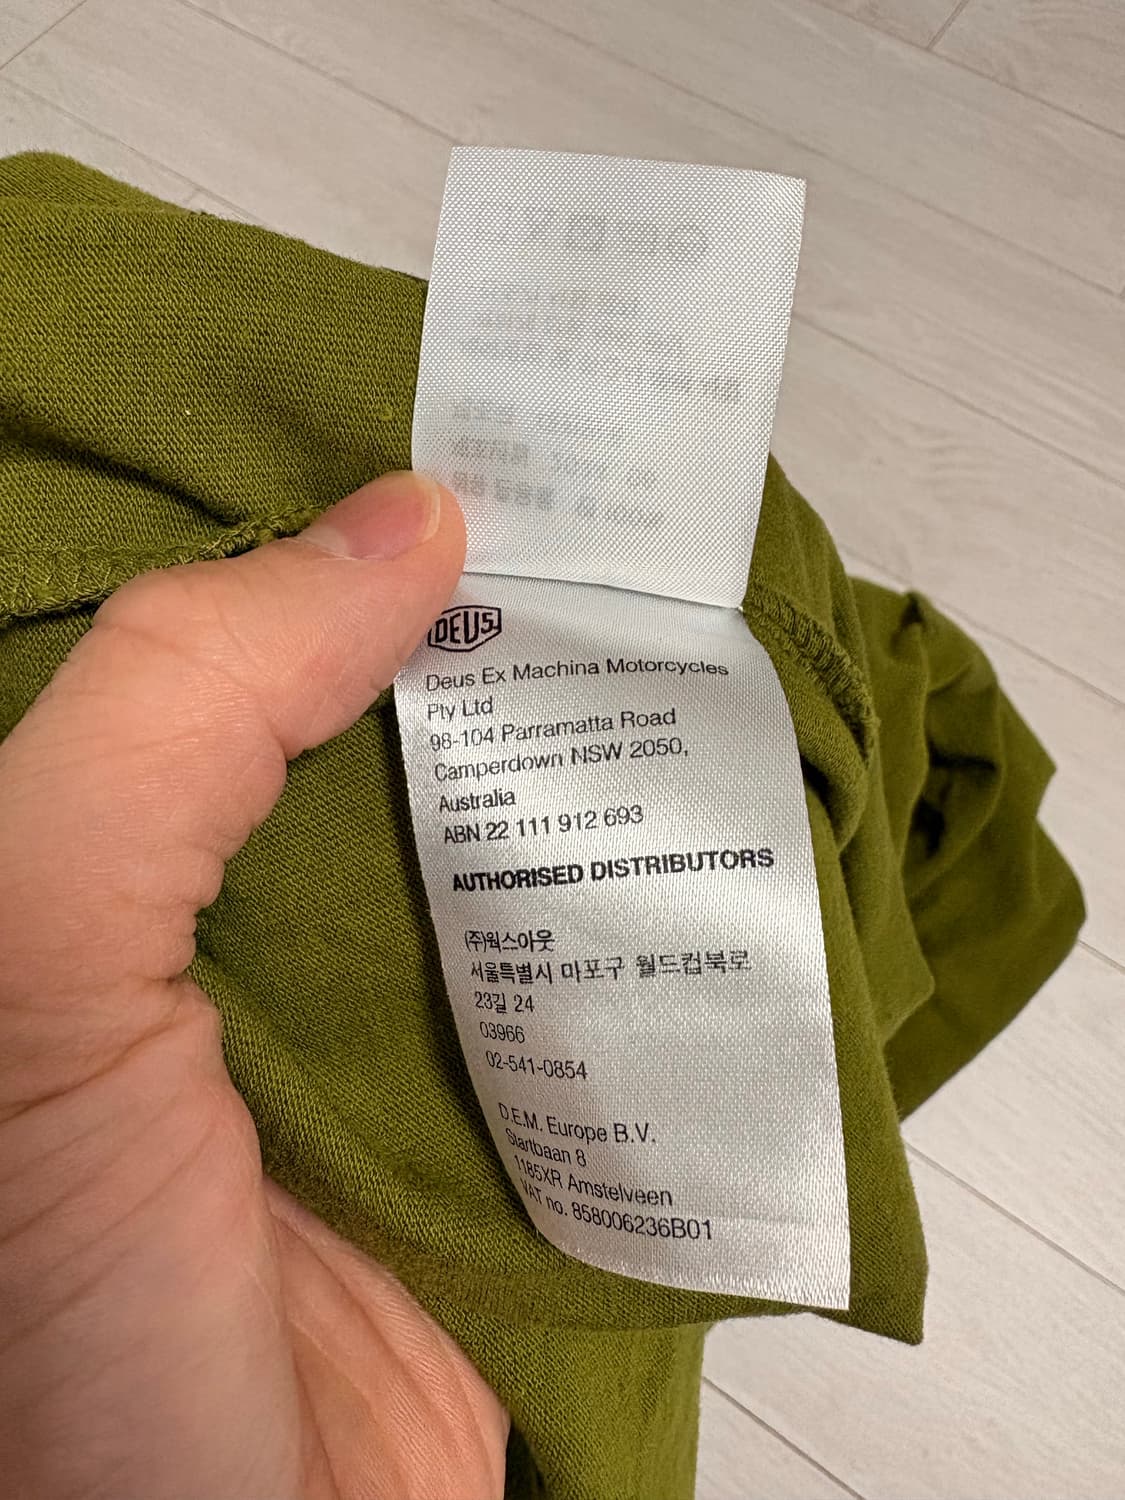 DEUS
Deus Ex Machina Motorcycles
Pty Ltd
98-104 Parramatta Road
Camperdown NSW 2050,
Australia
ABN 22 111 912 693
AUTHORISED DISTRIBUTORS
(주)웍스아웃
서울특별시 마포구 월드컵북로
23길 24
03966
02-541-0854
D.E.M. Europe B.V.
Startbaan 8
1185XR Amstelveen
VAT no. 858006236B01